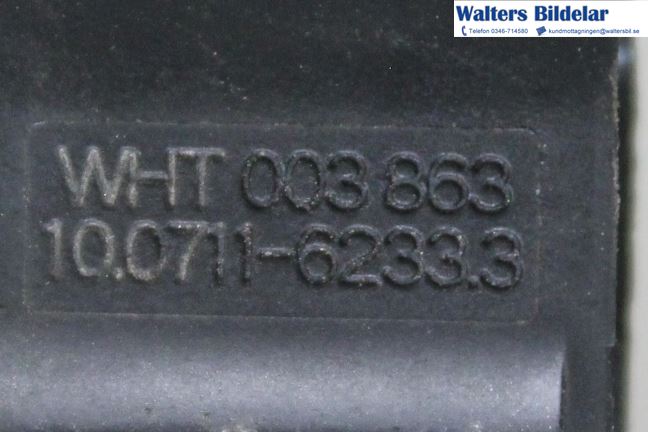 Walters Bildelar
Telefon 0346-714580 kundmottagningen@waltersbil.se
WHT 003 863
10.0711-6233.3